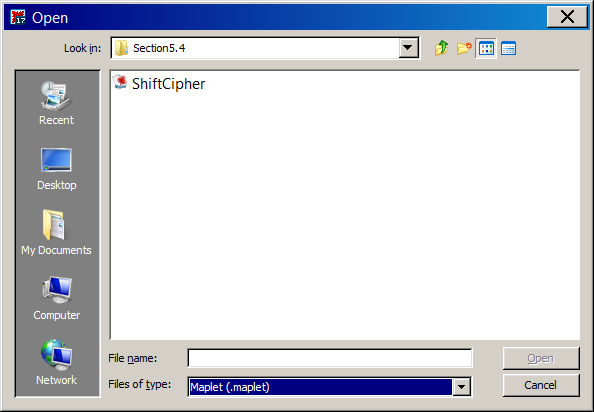 Open
Look in: Section5.4
ShiftCipher
Recent
Desktop
My Documents
Computer
Network
File name: Open
Files of type: Maplet (.maplet) Cancel